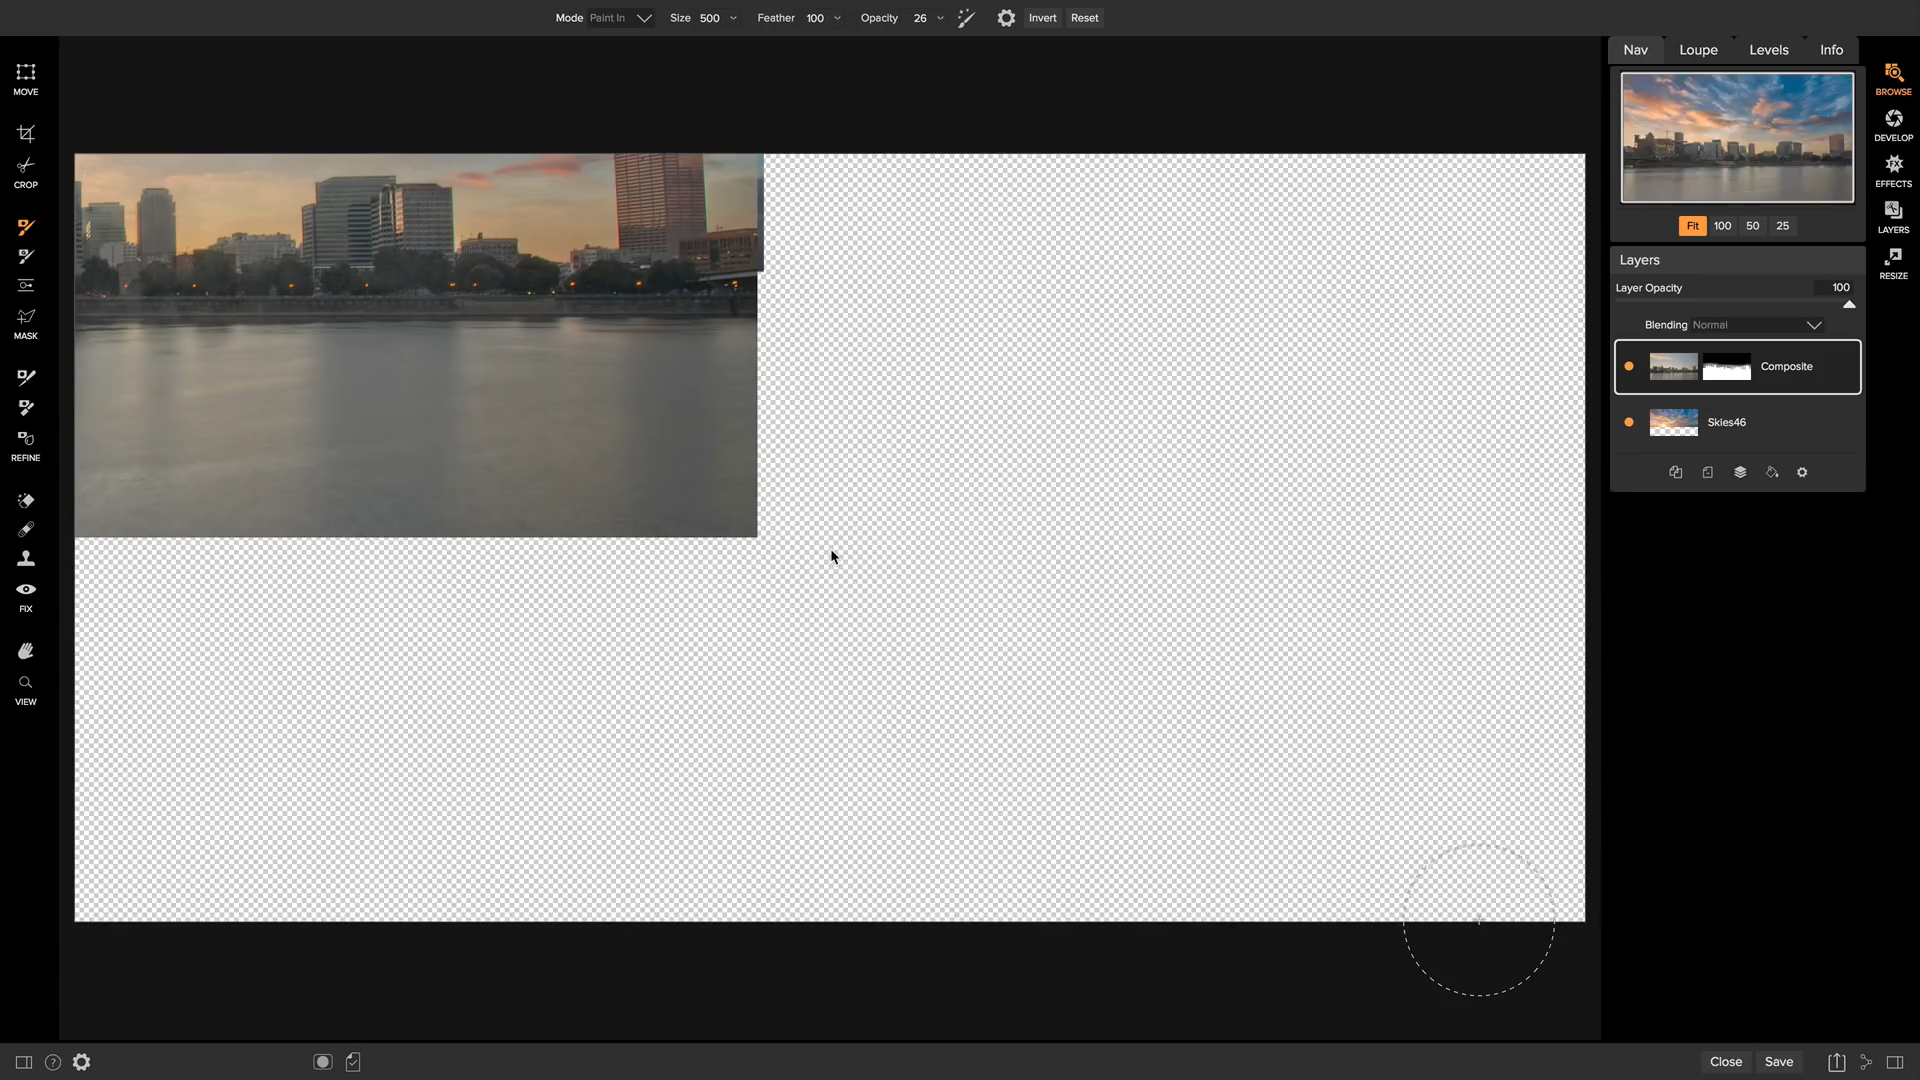 Mode Paint In Size 500 Feather 100 Opacity 26 Invert Reset
Nav Loupe Levels Info
MOVE
CROP
MASK
REFINE
FIX
VIEW
Fit 100 50 25
Layers
Layer Opacity 100
Blending Normal
Composite
Skies46
BROWSE
DEVELOP
EFFECTS
LAYERS
RESIZE
? Close Save